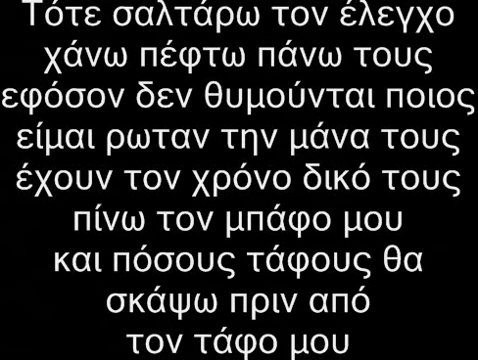 Τότε σαλτάρω τον έλεγχο
χάνω πέφτω πάνω τους
εφόσον δεν θυμούνται ποιος
είμαι ρωταν την μάνα τους
έχουν τον χρόνο δικό τους
πίνω τον μπάφο μου
και πόσους τάφους θα
σκάψω πριν από
τον τάφο μου